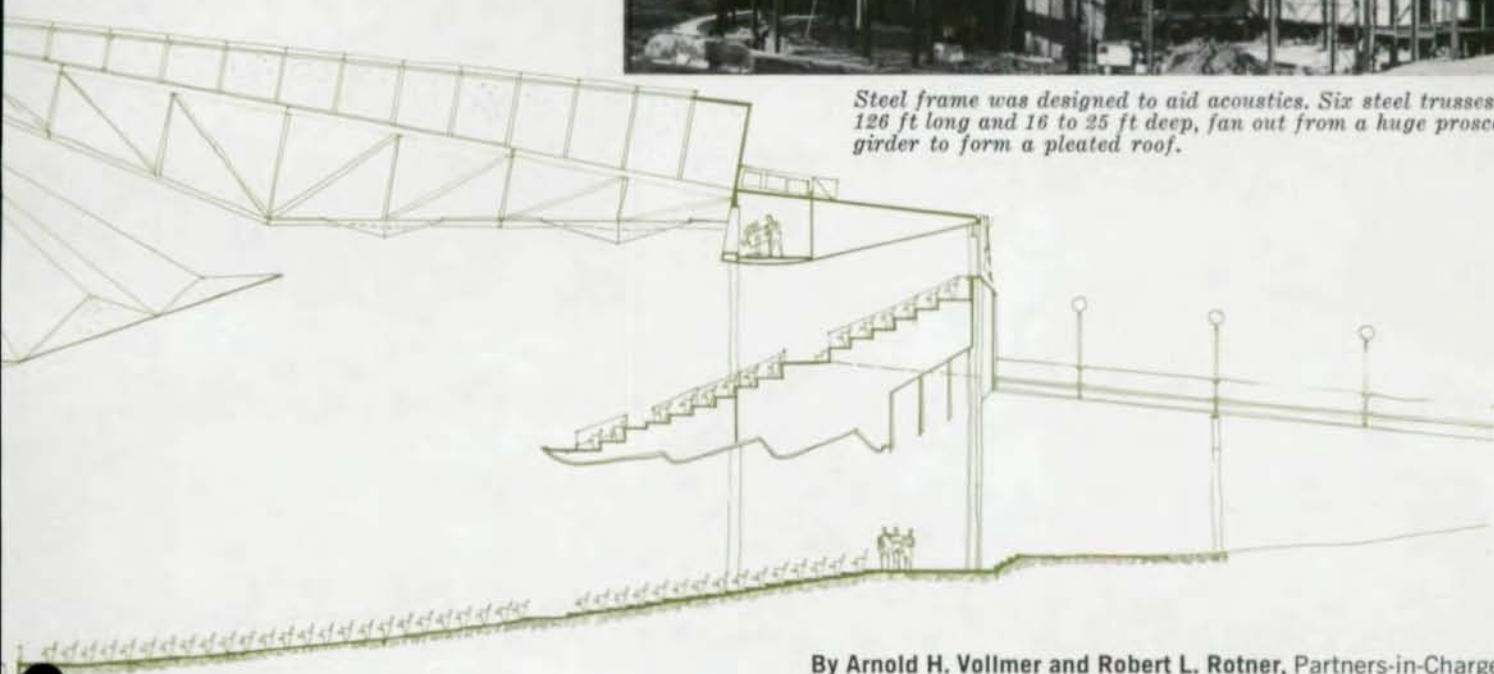 Steel frame was designed to aid acoustics. Six steel trusses
126 ft long and 16 to 25 ft deep, fan out from a huge prosc
girder to form a pleated roof.
By Arnold H. Vollmer and Robert L. Rotner, Partners-in-Charge